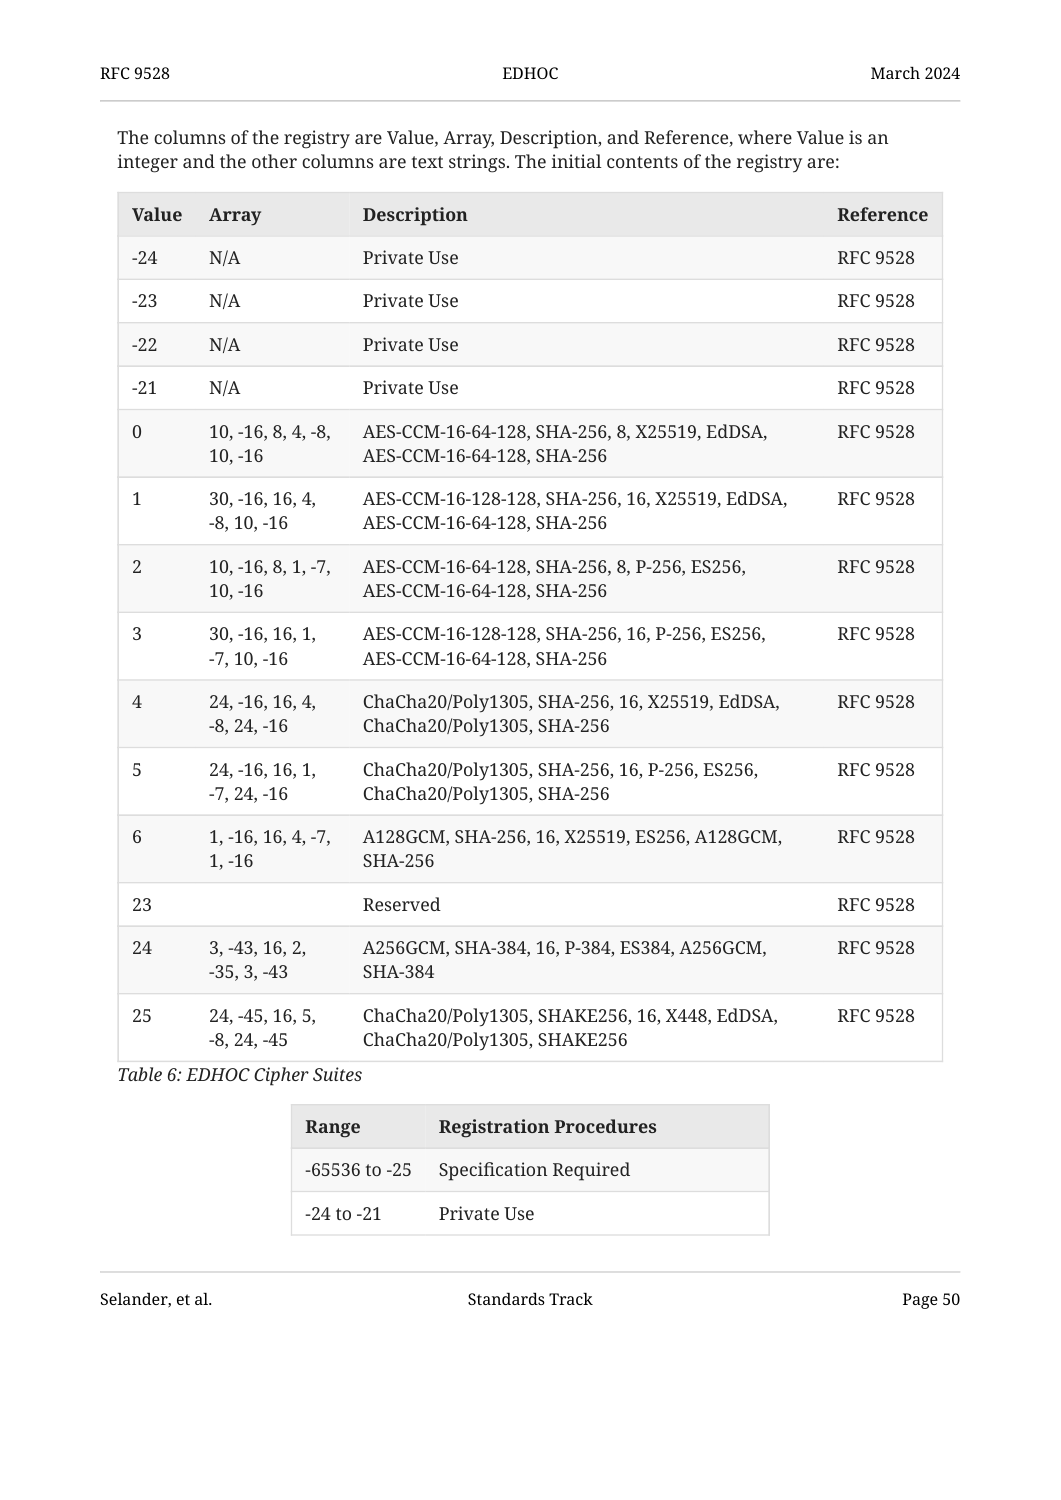 RFC 9528 EDHOC March 2024
The columns of the registry are Value, Array, Description, and Reference, where Value is an
integer and the other columns are text strings. The initial contents of the registry are:
Value Array Description Reference
-24 N/A Private Use RFC 9528
-23 N/A Private Use RFC 9528
-22 N/A Private Use RFC 9528
-21 N/A Private Use RFC 9528
0 10, -16, 8, 4, -8, AES-CCM-16-64-128, SHA-256, 8, X25519, EdDSA, RFC 9528
10, -16 AES-CCM-16-64-128, SHA-256
1 30, -16, 16, 4, AES-CCM-16-128-128, SHA-256, 16, X25519, EdDSA, RFC 9528
-8, 10, -16 AES-CCM-16-64-128, SHA-256
2 10, -16, 8, 1, -7, AES-CCM-16-64-128, SHA-256, 8, P-256, ES256, RFC 9528
10, -16 AES-CCM-16-64-128, SHA-256
3 30, -16, 16, 1, AES-CCM-16-128-128, SHA-256, 16, P-256, ES256, RFC 9528
-7, 10, -16 AES-CCM-16-64-128, SHA-256
4 24, -16, 16, 4, ChaCha20/Poly1305, SHA-256, 16, X25519, EdDSA, RFC 9528
-8, 24, -16 ChaCha20/Poly1305, SHA-256
5 24, -16, 16, 1, ChaCha20/Poly1305, SHA-256, 16, P-256, ES256, RFC 9528
-7, 24, -16 ChaCha20/Poly1305, SHA-256
6 1, -16, 16, 4, -7, A128GCM, SHA-256, 16, X25519, ES256, A128GCM, RFC 9528
1, -16 SHA-256
23 Reserved RFC 9528
24 3, -43, 16, 2, A256GCM, SHA-384, 16, P-384, ES384, A256GCM, RFC 9528
-35, 3, -43 SHA-384
25 24, -45, 16, 5, ChaCha20/Poly1305, SHAKE256, 16, X448, EdDSA, RFC 9528
-8, 24, -45 ChaCha20/Poly1305, SHAKE256
Table 6: EDHOC Cipher Suites
Range Registration Procedures
-65536 to -25 Specification Required
-24 to -21 Private Use
Selander, et al. Standards Track Page 50